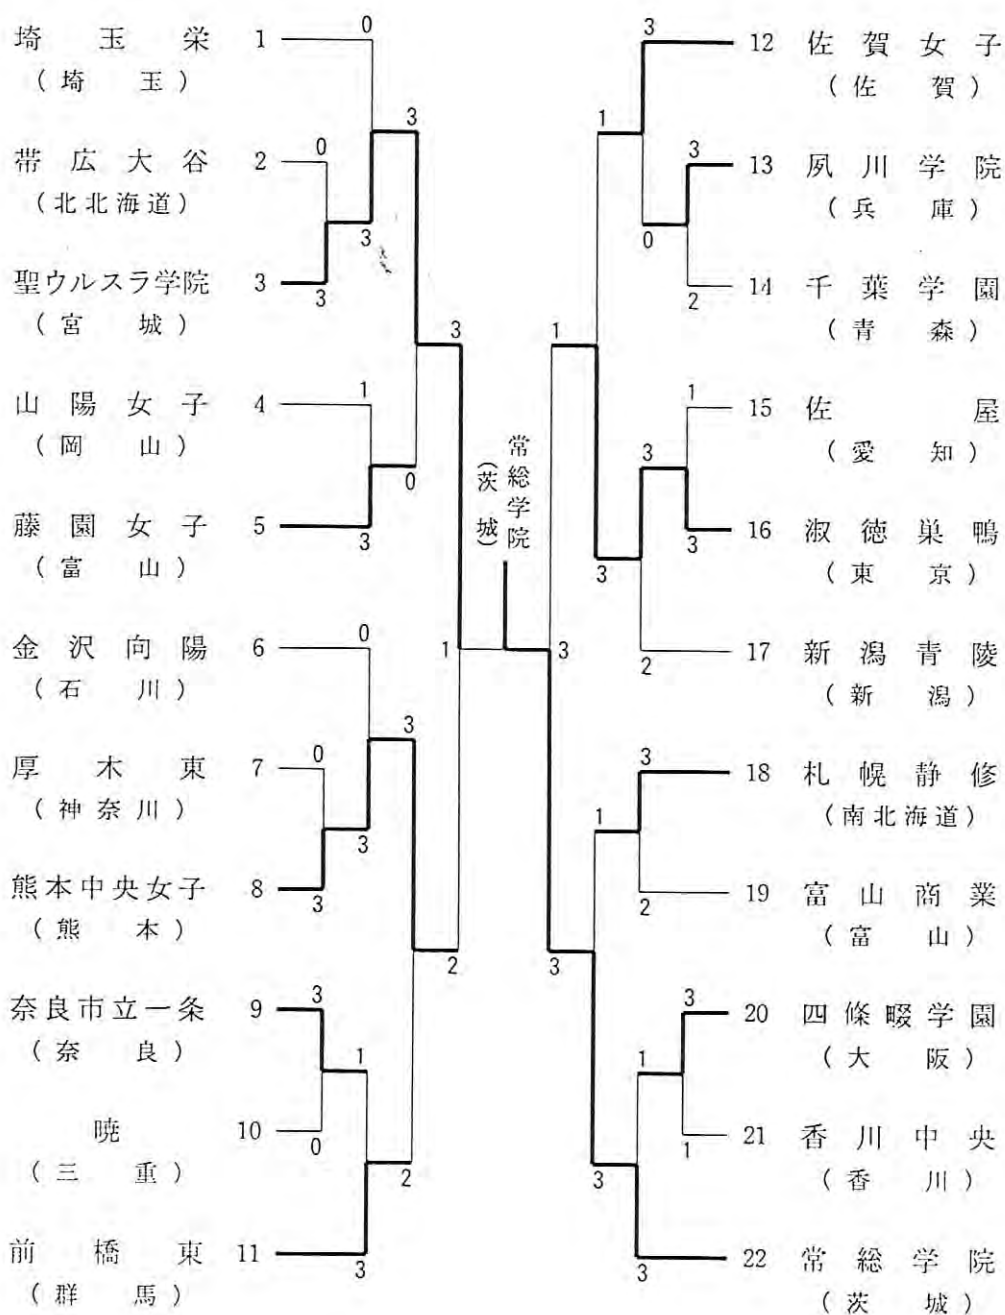 埼玉栄 1
(埼玉)
帯広大谷 2
(北北海道)
聖ウルスラ学院 3
(宮城)
山陽女子 4
(岡山)
藤園女子 5
(富山)
金沢向陽 6
(石川)
厚木東 7
(神奈川)
熊本中央女子 8
(熊本)
奈良市立一条 9
(奈良)
暁 10
(三重)
前橋東 11
(群馬)
0
3
0
3
3
3
1
0
3
0
3
0
3
3
3
1
0
2
3
1
2
常総学院
(茨城)
3
1
3
0
2
1
1
3
3
3
2
3
3
1
2
3
3
1
1
3
3
12 佐賀女子
(佐賀)
13 夙川学院
(兵庫)
14 千葉学園
(青森)
15 佐屋
(愛知)
16 淑徳巣鴨
(東京)
17 新潟青陵
(新潟)
18 札幌静修
(南北海道)
19 富山商業
(富山)
20 四條畷学園
(大阪)
21 香川中央
(香川)
22 常総学院
(茨城)